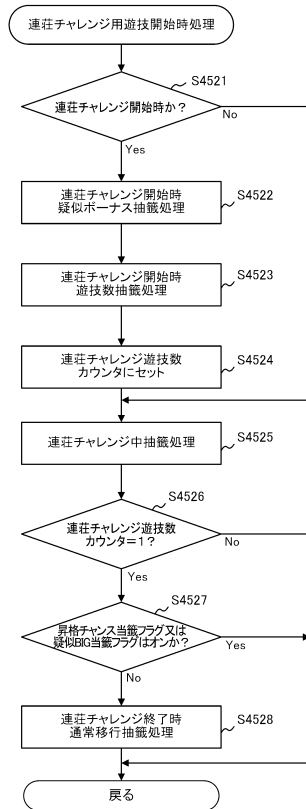 連荘チャレンジ用遊技開始時処理
S4521
連荘チャレンジ開始時か？
No
Yes
連荘チャレンジ開始時
疑似ボーナス抽籤処理
S4522
連荘チャレンジ開始時
遊技数抽籤処理
S4523
連荘チャレンジ遊技数
カウンタにセット
S4524
連荘チャレンジ中抽籤処理
S4525
S4526
連荘チャレンジ遊技数
カウンタ＝1？
No
Yes
S4527
昇格チャンス当籤フラグ又は
疑似BIG当籤フラグはオンか？
Yes
No
連荘チャレンジ終了時
通常移行抽籤処理
S4528
戻る